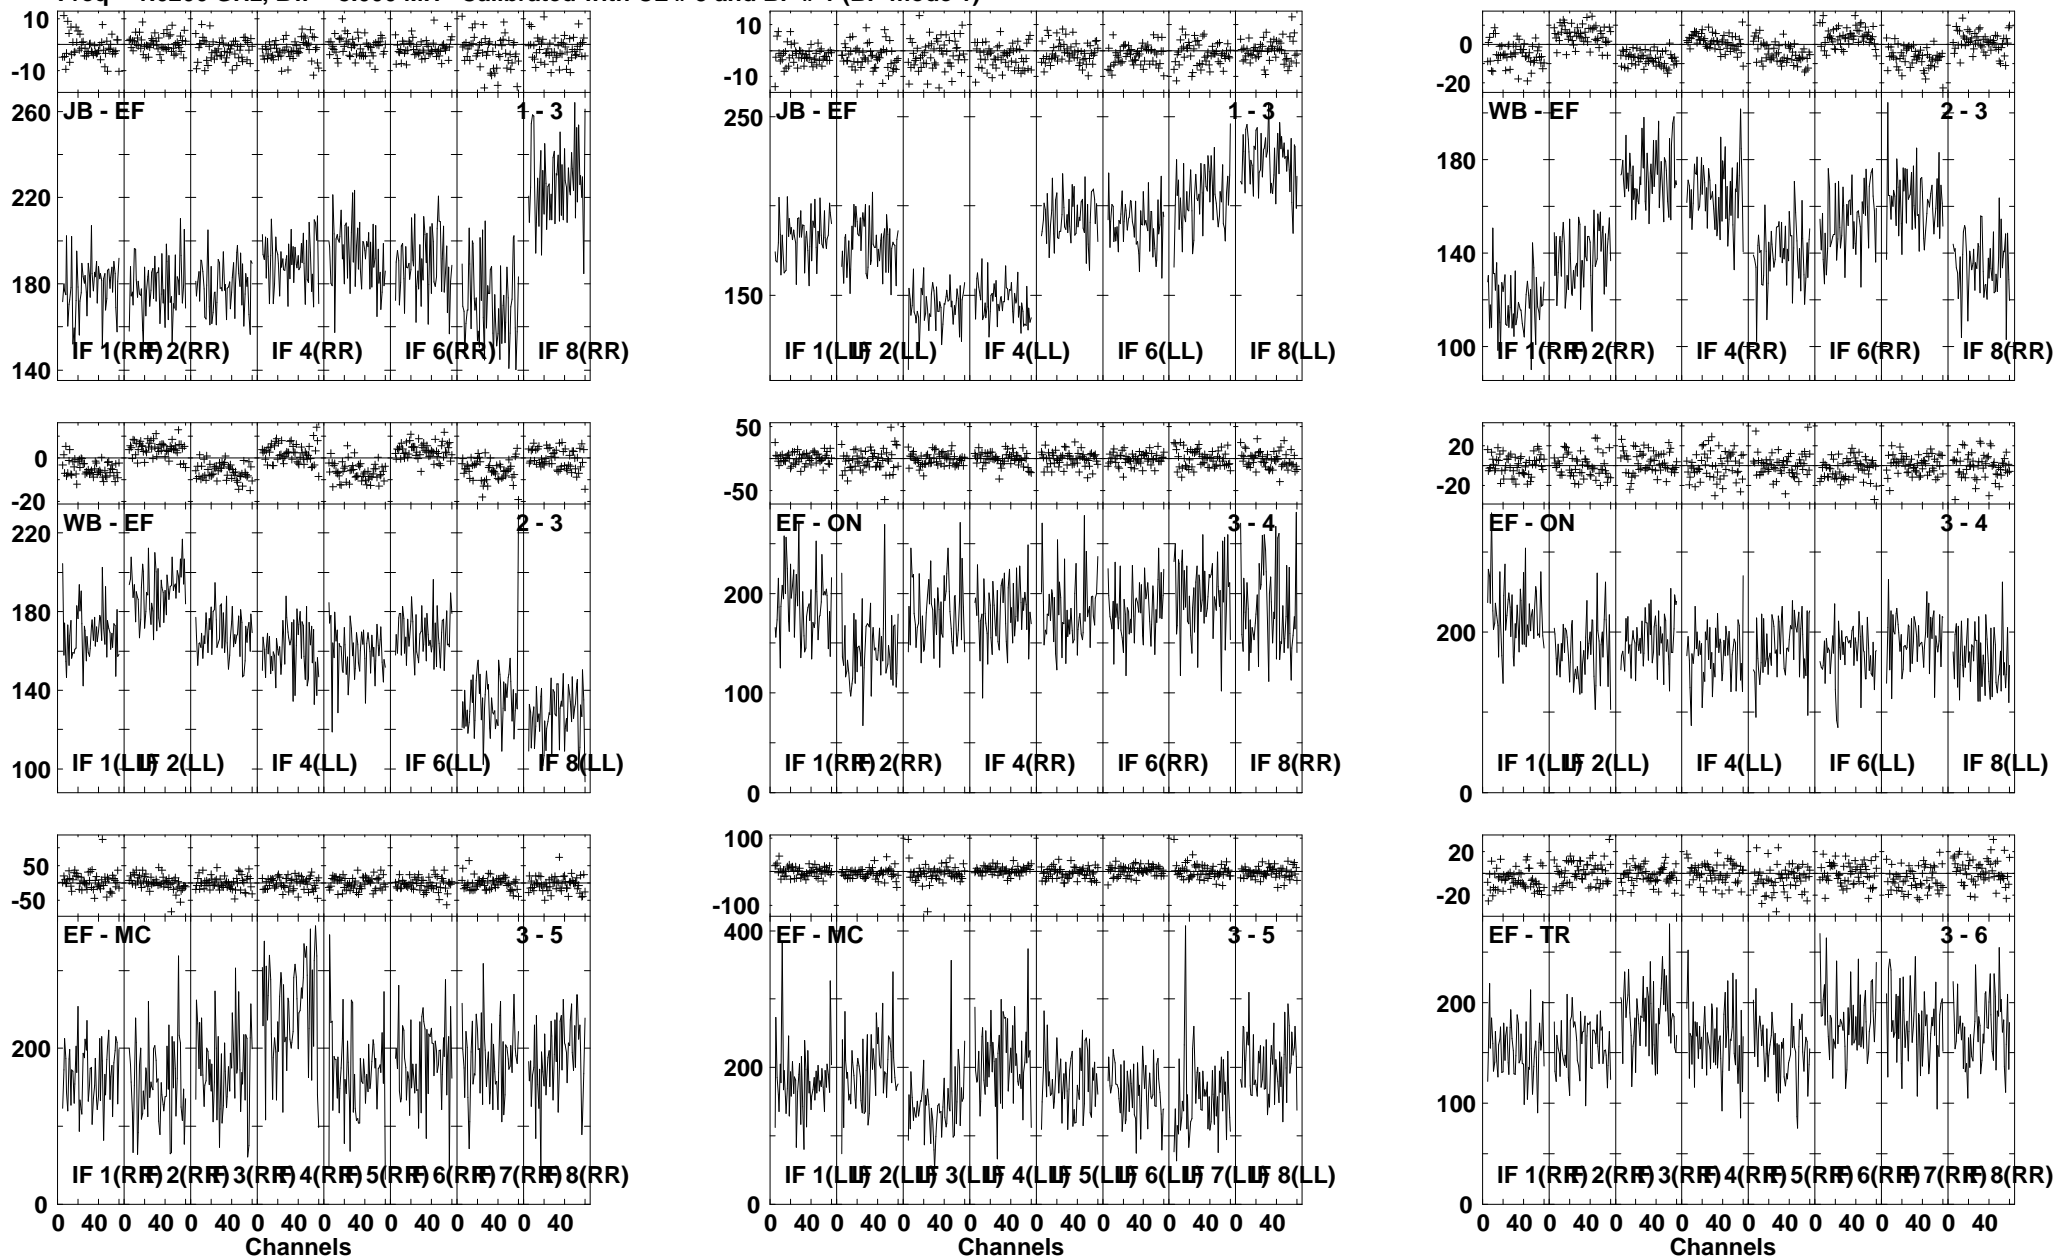 10
-10
260
220
180
140
JB - EF 1 - 3
IF 1(RR) IF 2(RR) IF 4(RR) IF 6(RR) IF 8(RR)
10
-10
250
150
JB - EF 1 - 3
IF 1(LL) IF 2(LL) IF 4(LL) IF 6(LL) IF 8(LL)
0
-20
180
140
100
WB - EF 2 - 3
IF 1(RR) IF 2(RR) IF 4(RR) IF 6(RR) IF 8(RR)
0
-20
220
180
140
100
WB - EF 2 - 3
IF 1(LL) IF 2(LL) IF 4(LL) IF 6(LL) IF 8(LL)
50
-50
200
100
0
EF - ON 3 - 4
IF 1(RR) IF 2(RR) IF 4(RR) IF 6(RR) IF 8(RR)
20
-20
200
0
EF - ON 3 - 4
IF 1(LL) IF 2(LL) IF 4(LL) IF 6(LL) IF 8(LL)
50
-50
200
0
EF - MC 3 - 5
IF 1(RR) IF 2(RR) IF 3(RR) IF 4(RR) IF 5(RR) IF 6(RR) IF 7(RR) IF 8(RR)
0 40 0 40 0 40 0 40 0 40 0 40 0 40 0 40
Channels
100
-100
400
200
0
EF - MC 3 - 5
IF 1(LL) IF 2(LL) IF 3(LL) IF 4(LL) IF 5(LL) IF 6(LL) IF 7(LL) IF 8(LL)
0 40 0 40 0 40 0 40 0 40 0 40 0 40 0 40
Channels
20
-20
200
100
0
EF - TR 3 - 6
IF 1(RR) IF 2(RR) IF 3(RR) IF 4(RR) IF 5(RR) IF 6(RR) IF 7(RR) IF 8(RR)
0 40 0 40 0 40 0 40 0 40 0 40 0 40 0 40
Channels